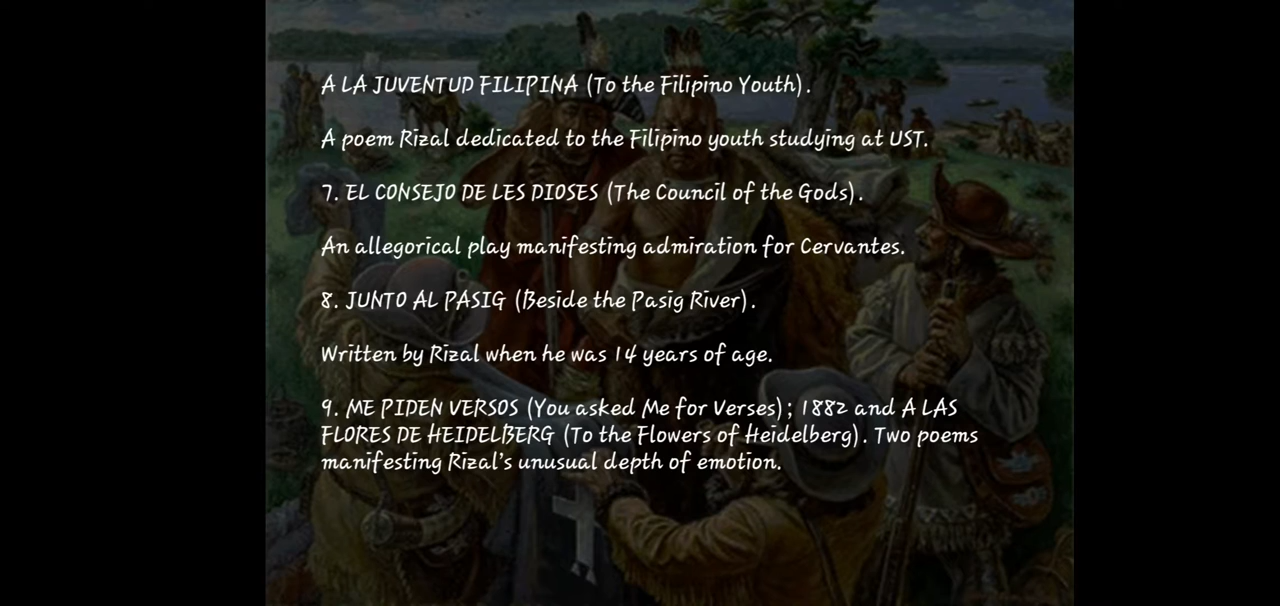 A LA JUVENTUD FILIPINA (To the Filipino Youth).
A poem Rizal dedicated to the Filipino youth studying at UST.
7. EL CONSEJO DE LES DIOSES (The Council of the Gods).
An allegorical play manifesting admiration for Cervantes.
8. JUNTO AL PASIG (Beside the Pasig River).
Written by Rizal when he was 14 years of age.
9. ME PIDEN VERSOS (You asked Me for Verses); 1882 and A LAS
FLORES DE HEIDELBERG (To the Flowers of Heidelberg). Two poems
manifesting Rizal's unusual depth of emotion.